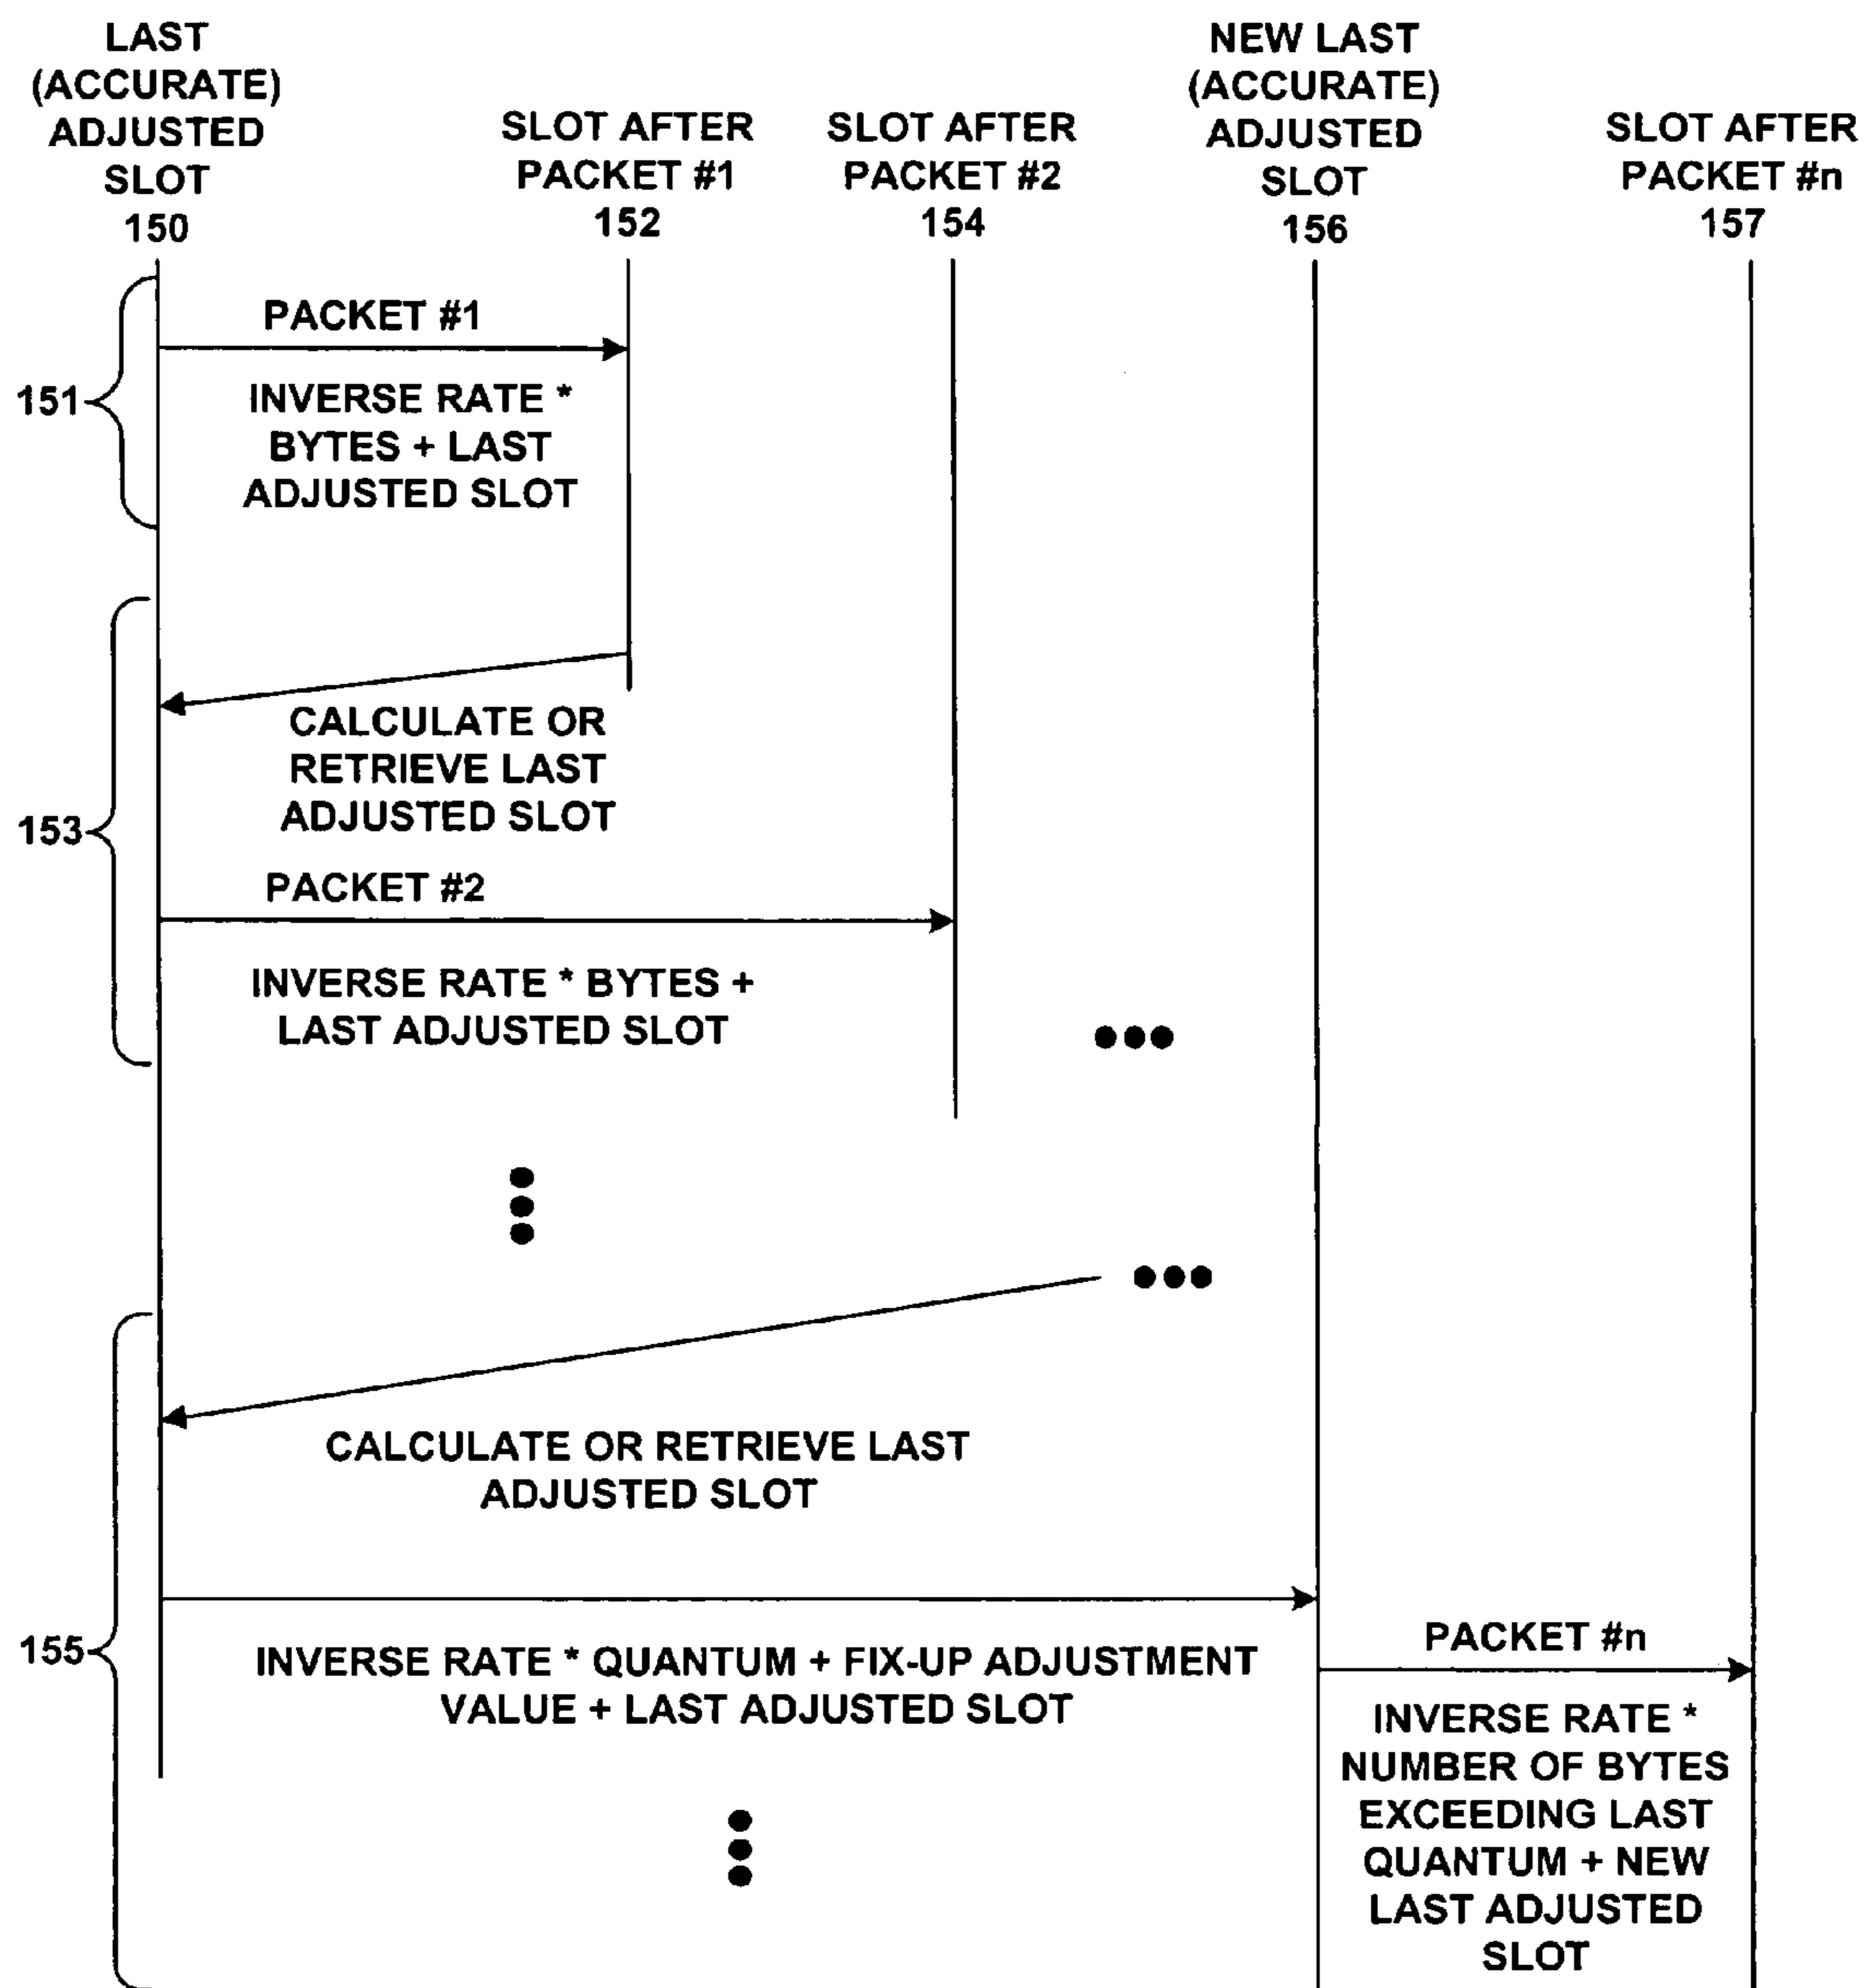 LAST
(ACCURATE)
ADJUSTED
SLOT
150
SLOT AFTER
PACKET #1
152
SLOT AFTER
PACKET #2
154
NEW LAST
(ACCURATE)
ADJUSTED
SLOT
156
SLOT AFTER
PACKET #n
157
151
PACKET #1
INVERSE RATE *
BYTES + LAST
ADJUSTED SLOT
153
CALCULATE OR
RETRIEVE LAST
ADJUSTED SLOT
PACKET #2
INVERSE RATE * BYTES +
LAST ADJUSTED SLOT
155
CALCULATE OR RETRIEVE LAST
ADJUSTED SLOT
INVERSE RATE * QUANTUM + FIX-UP ADJUSTMENT
VALUE + LAST ADJUSTED SLOT
PACKET #n
INVERSE RATE *
NUMBER OF BYTES
EXCEEDING LAST
QUANTUM + NEW
LAST ADJUSTED
SLOT